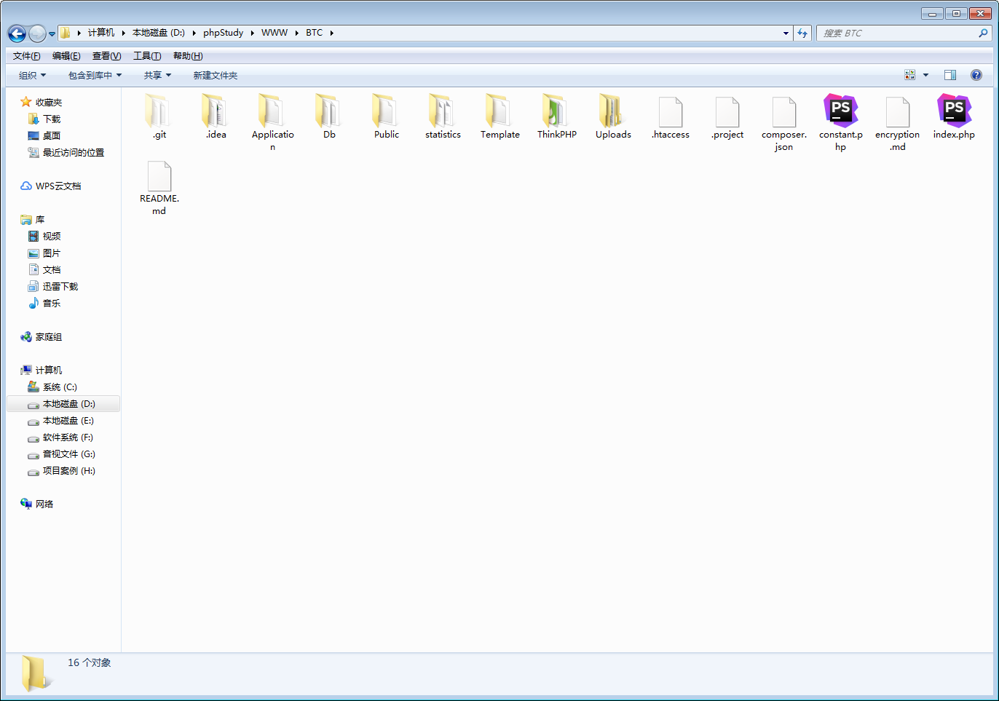 计算机 本地磁盘 (D:) phpStudy WWW BTC
搜索 BTC
文件(F) 编辑(E) 查看(V) 工具(T) 帮助(H)
组织 包含到库中 共享 新建文件夹
收藏夹
下载
桌面
最近访问的位置
WPS云文档
库
视频
图片
文档
迅雷下载
音乐
家庭组
计算机
系统 (C:)
本地磁盘 (D:)
本地磁盘 (E:)
软件系统 (F:)
音视文件 (G:)
项目案例 (H:)
网络
.git
.idea
Applicatio
n
Db
Public
statistics
Template
ThinkPHP
Uploads
.htaccess
.project
composer.
json
PS
constant.p
hp
encryption
.md
PS
index.php
README.
md
16 个对象